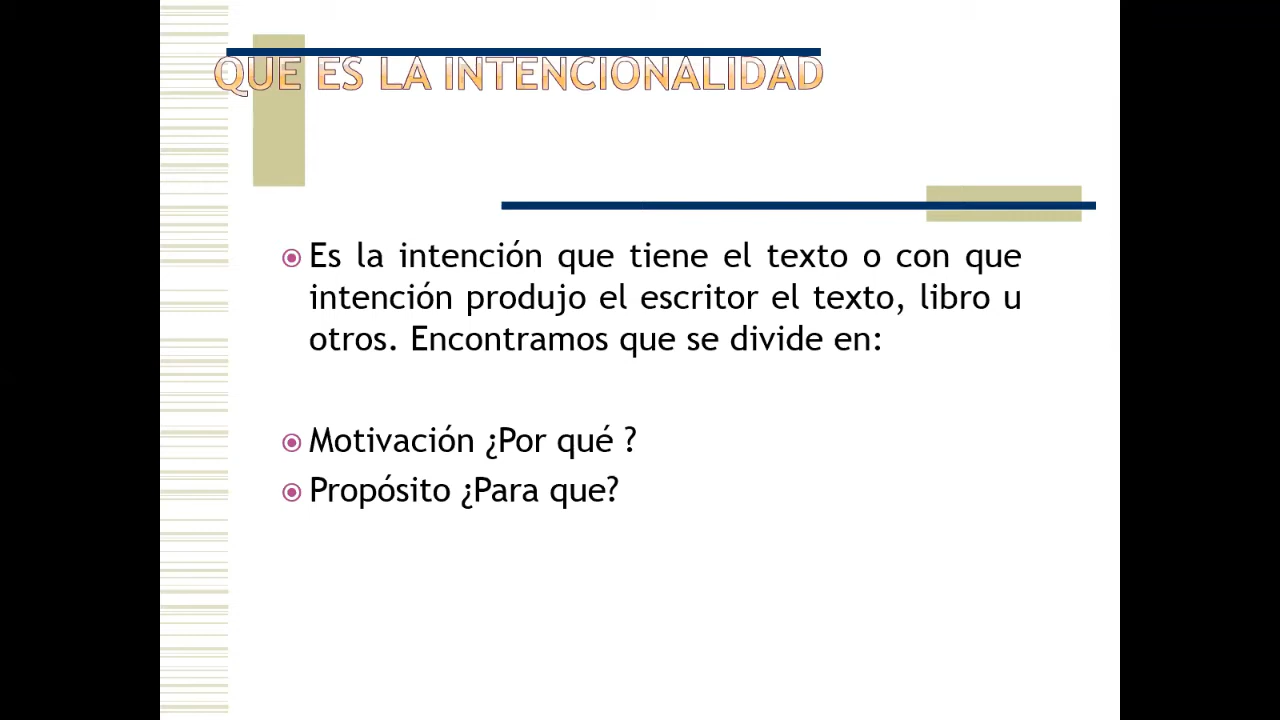 QUE ES LA INTENCIONALIDAD
Es la intención que tiene el texto o con que
intención produjo el escritor el texto, libro u
otros. Encontramos que se divide en:
Motivación ¿Por qué ?
Propósito ¿Para que?